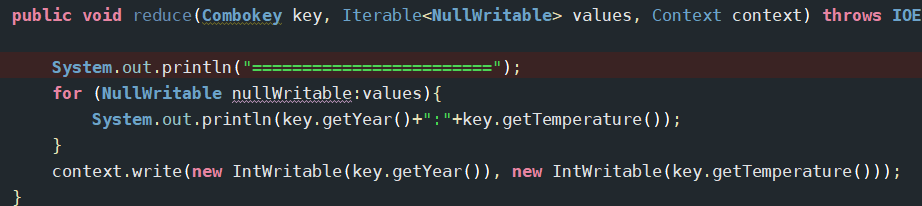 public void reduce(Combokey key, Iterable<NullWritable> values, Context context) throws IOE
System.out.println("========================");
for (NullWritable nullWritable:values){
System.out.println(key.getYear()+":"+key.getTemperature());
}
context.write(new IntWritable(key.getYear()), new IntWritable(key.getTemperature()));
}